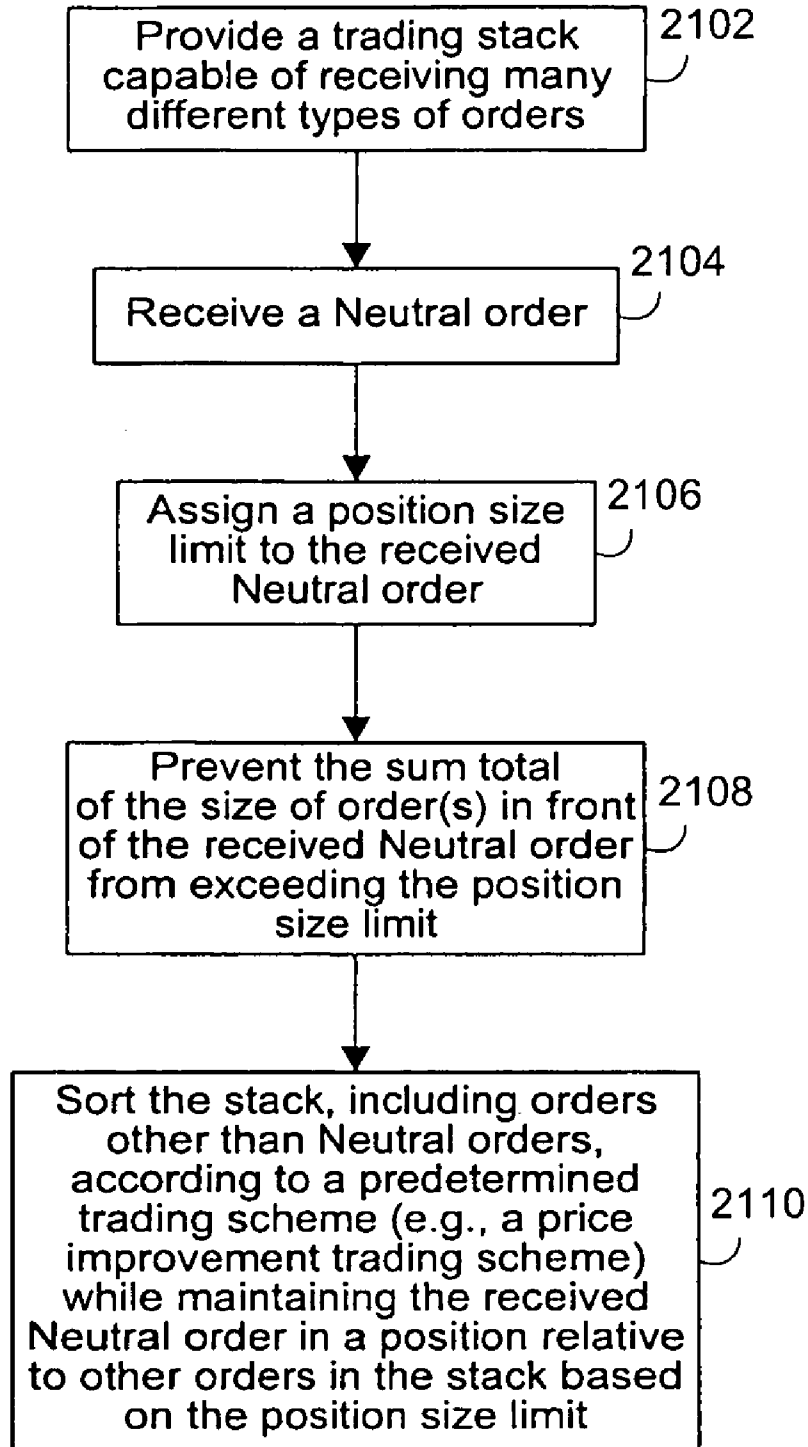 Provide a trading stack
capable of receiving many
different types of orders
2102
Receive a Neutral order
2104
Assign a position size
limit to the received
Neutral order
2106
Prevent the sum total
of the size of order(s) in front
of the received Neutral order
from exceeding the position
size limit
2108
Sort the stack, including orders
other than Neutral orders,
according to a predetermined
trading scheme (e.g., a price
improvement trading scheme)
while maintaining the received
Neutral order in a position relative
to other orders in the stack based
on the position size limit
2110